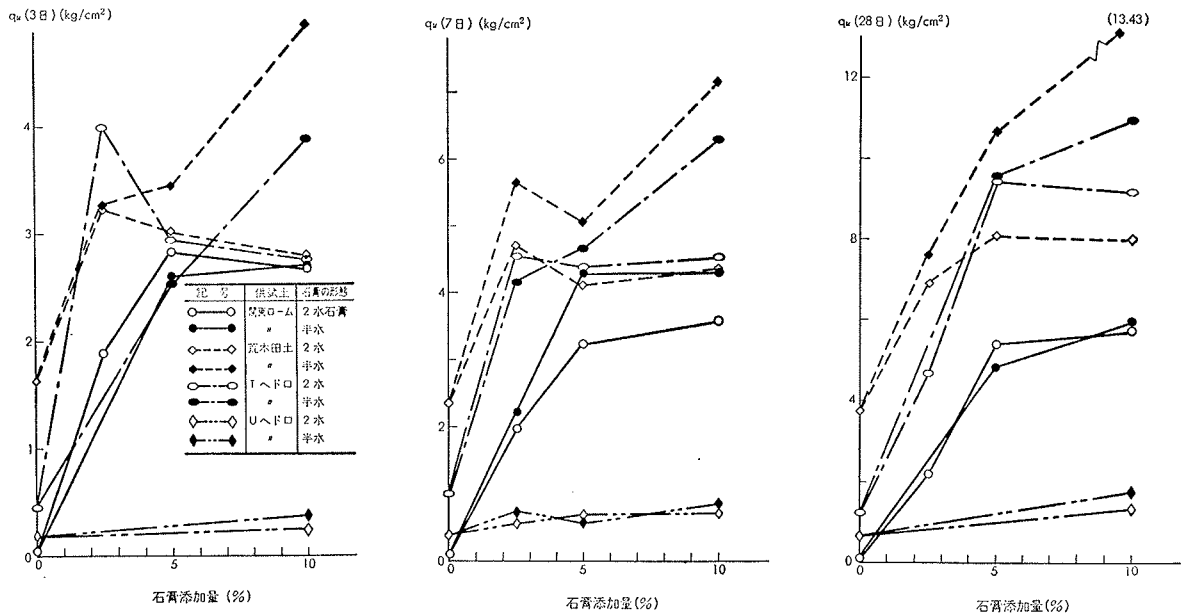 qu (3日) (kg/cm²)
4
3
2
1
0
0
5
10
石膏添加量 (%)
記 号 供試土 石膏の形態
関東ローム 2水石膏
〃 半水
荒木田土 2水
〃 半水
Tヘドロ 2水
〃 半水
Uヘドロ 2水
〃 半水
qu (7日) (kg/cm²)
6
4
2
0
0
5
10
石膏添加量(%)
qu (28日) (kg/cm²)
(13.43)
12
8
4
0
0
5
10
石膏添加量(%)